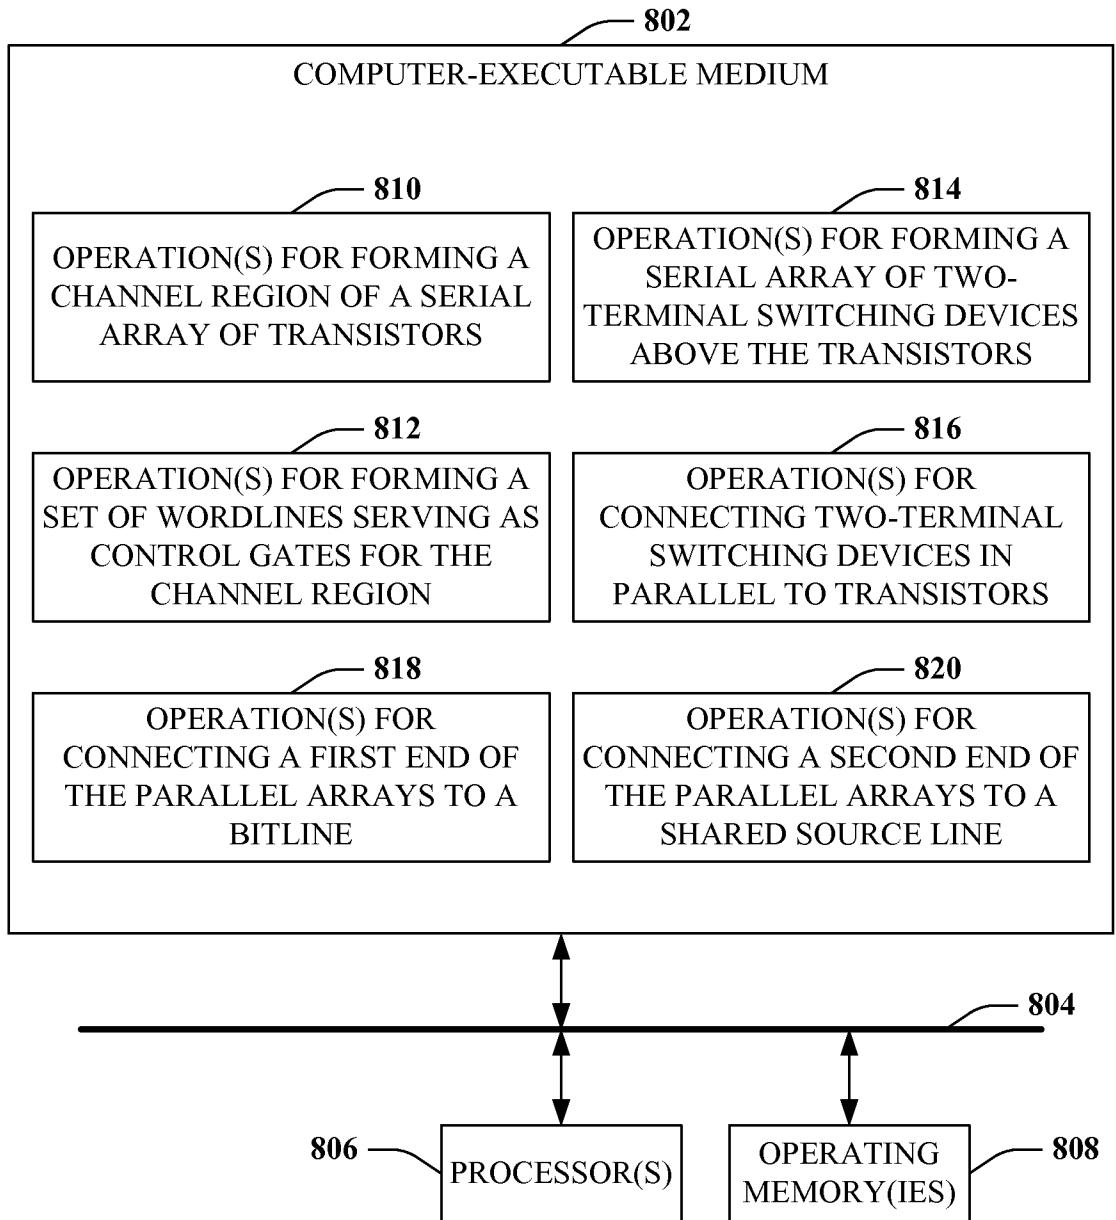 802
COMPUTER-EXECUTABLE MEDIUM
810
OPERATION(S) FOR FORMING A
CHANNEL REGION OF A SERIAL
ARRAY OF TRANSISTORS
814
OPERATION(S) FOR FORMING A
SERIAL ARRAY OF TWO-
TERMINAL SWITCHING DEVICES
ABOVE THE TRANSISTORS
812
OPERATION(S) FOR FORMING A
SET OF WORDLINES SERVING AS
CONTROL GATES FOR THE
CHANNEL REGION
816
OPERATION(S) FOR
CONNECTING TWO-TERMINAL
SWITCHING DEVICES IN
PARALLEL TO TRANSISTORS
818
OPERATION(S) FOR
CONNECTING A FIRST END OF
THE PARALLEL ARRAYS TO A
BITLINE
820
OPERATION(S) FOR
CONNECTING A SECOND END OF
THE PARALLEL ARRAYS TO A
SHARED SOURCE LINE
804
806
PROCESSOR(S)
OPERATING
MEMORY(IES)
808